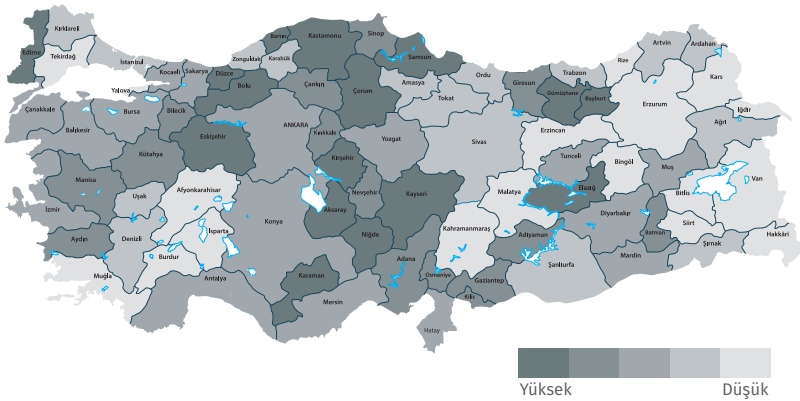 Kırklareli
Edirne
Tekirdağ
İstanbul
Kocaeli
Sakarya
Yalova
Düzce
Zonguldak
Bartın
Karabük
Kastamonu
Sinop
Samsun
Bolu
Çankırı
Çorum
Amasya
Ordu
Tokat
Giresun
Trabzon
Gümüşhane
Bayburt
Rize
Artvin
Ardahan
Kars
Iğdır
Ağrı
Erzurum
Erzincan
Çanakkale
Balıkesir
Bursa
Bilecik
Eskişehir
ANKARA
Kırıkkale
Yozgat
Sivas
Tunceli
Bingöl
Muş
Bitlis
Van
Kütahya
Manisa
Uşak
Afyonkarahisar
Kırşehir
Nevşehir
Kayseri
Malatya
Elazığ
Diyarbakır
Batman
Siirt
Şırnak
Hakkâri
İzmir
Aydın
Denizli
Isparta
Burdur
Konya
Aksaray
Niğde
Kahramanmaraş
Adıyaman
Mardin
Şanlıurfa
Muğla
Antalya
Karaman
Mersin
Adana
Osmaniye
Gaziantep
Kilis
Hatay
Yüksek
Düşük